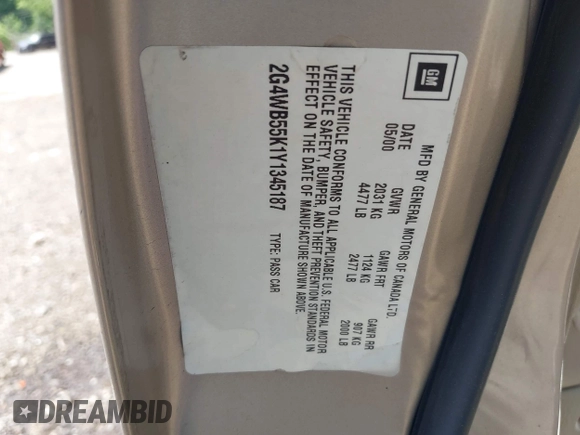 GM
MFD BY GENERAL MOTORS OF CANADA LTD.
DATE GVWR GAWR FRT GAWR RR
05/00 2031 KG 1124 KG 907 KG
4477 LB 2477 LB 2000 LB
THIS VEHICLE CONFORMS TO ALL APPLICABLE U.S. FEDERAL MOTOR
VEHICLE SAFETY, BUMPER, AND THEFT PREVENTION STANDARDS IN
EFFECT ON THE DATE OF MANUFACTURE SHOWN ABOVE.
2G4WB55K1Y1345187 TYPE: PASS CAR
DREAMBID